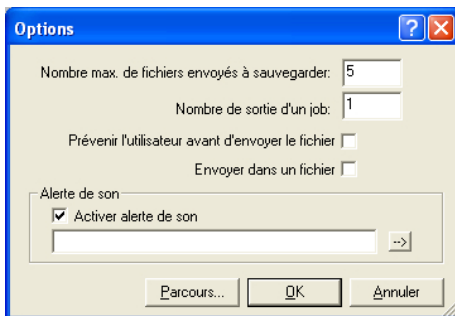 Options
Nombre max. de fichiers envoyés à sauvegarder: 5
Nombre de sortie d'un job: 1
Prévenir l'utilisateur avant d'envoyer le fichier
Envoyer dans un fichier
Alerte de son
Activer alerte de son
-->
Parcours... OK Annuler